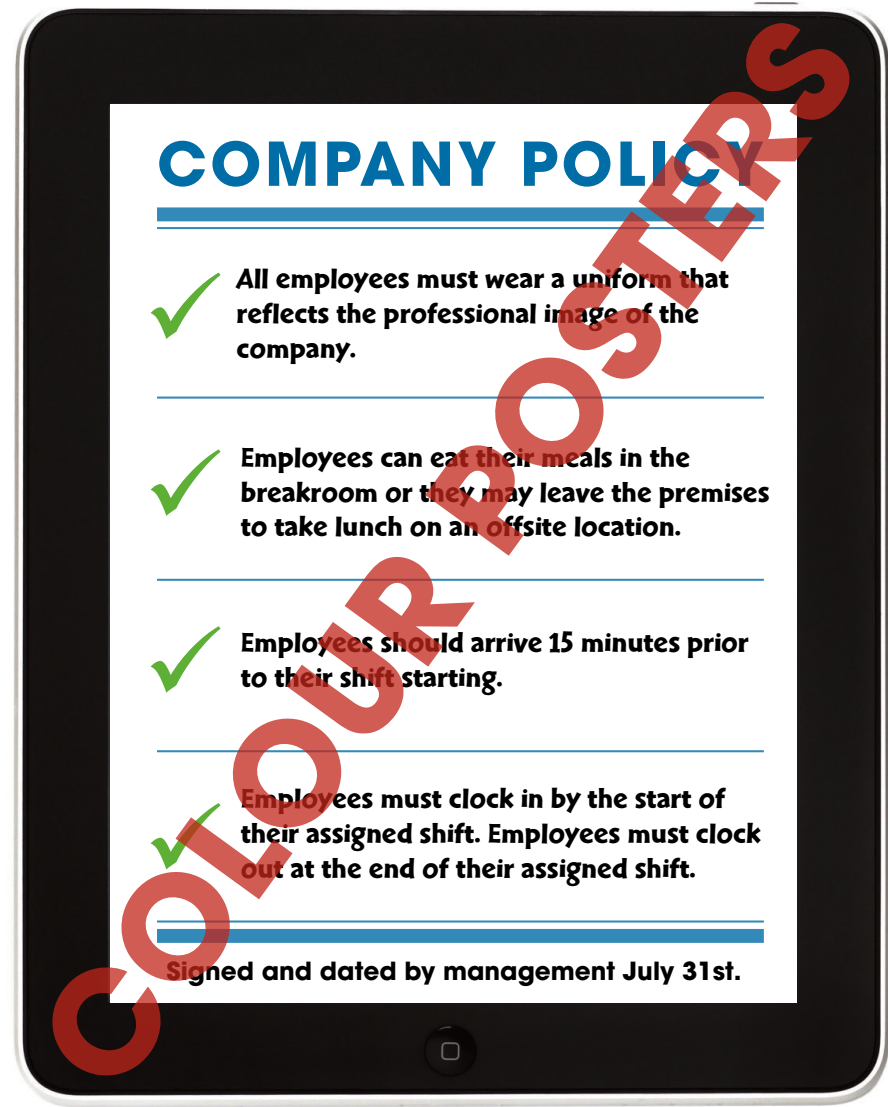 COMPANY POLICY
All employees must wear a uniform that
reflects the professional image of the
company.
Employees can eat their meals in the
breakroom or they may leave the premises
to take lunch on an offsite location.
Employees should arrive 15 minutes prior
to their shift starting.
Employees must clock in by the start of
their assigned shift. Employees must clock
out at the end of their assigned shift.
Signed and dated by management July 31st.
COLOUR POSTERS